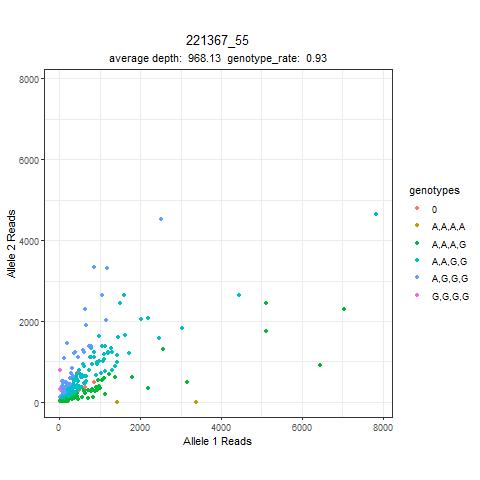 221367_55
average depth:  968.13  genotype_rate:  0.93
8000
6000
4000
2000
0
Allele 2 Reads
0
2000
4000
6000
8000
Allele 1 Reads
genotypes
0
A,A,A,A
A,A,A,G
A,A,G,G
A,G,G,G
G,G,G,G